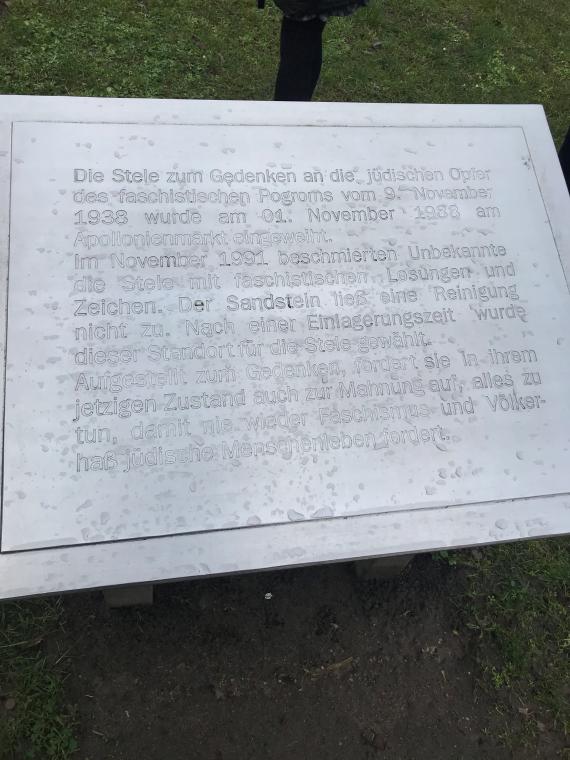 Die Stele zum Gedenken an die jüdischen Opfer
des faschistischen Pogroms vom 9. November
1938 wurde am 01. November 1988 am
Apollonienmarkt eingeweiht.
Im November 1991 beschmierten Unbekannte
die Stele mit faschistischen Losungen und
Zeichen. Der Sandstein ließ eine Reinigung
nicht zu. Nach einer Einlagerungszeit wurde
dieser Standort für die Stele gewählt.
Aufgestellt zum Gedenken, fordert sie in ihrem
jetzigen Zustand auch zur Mahnung auf, alles zu
tun, damit nie wieder Faschismus und Völker-
haß jüdische Menschenleben fordert.